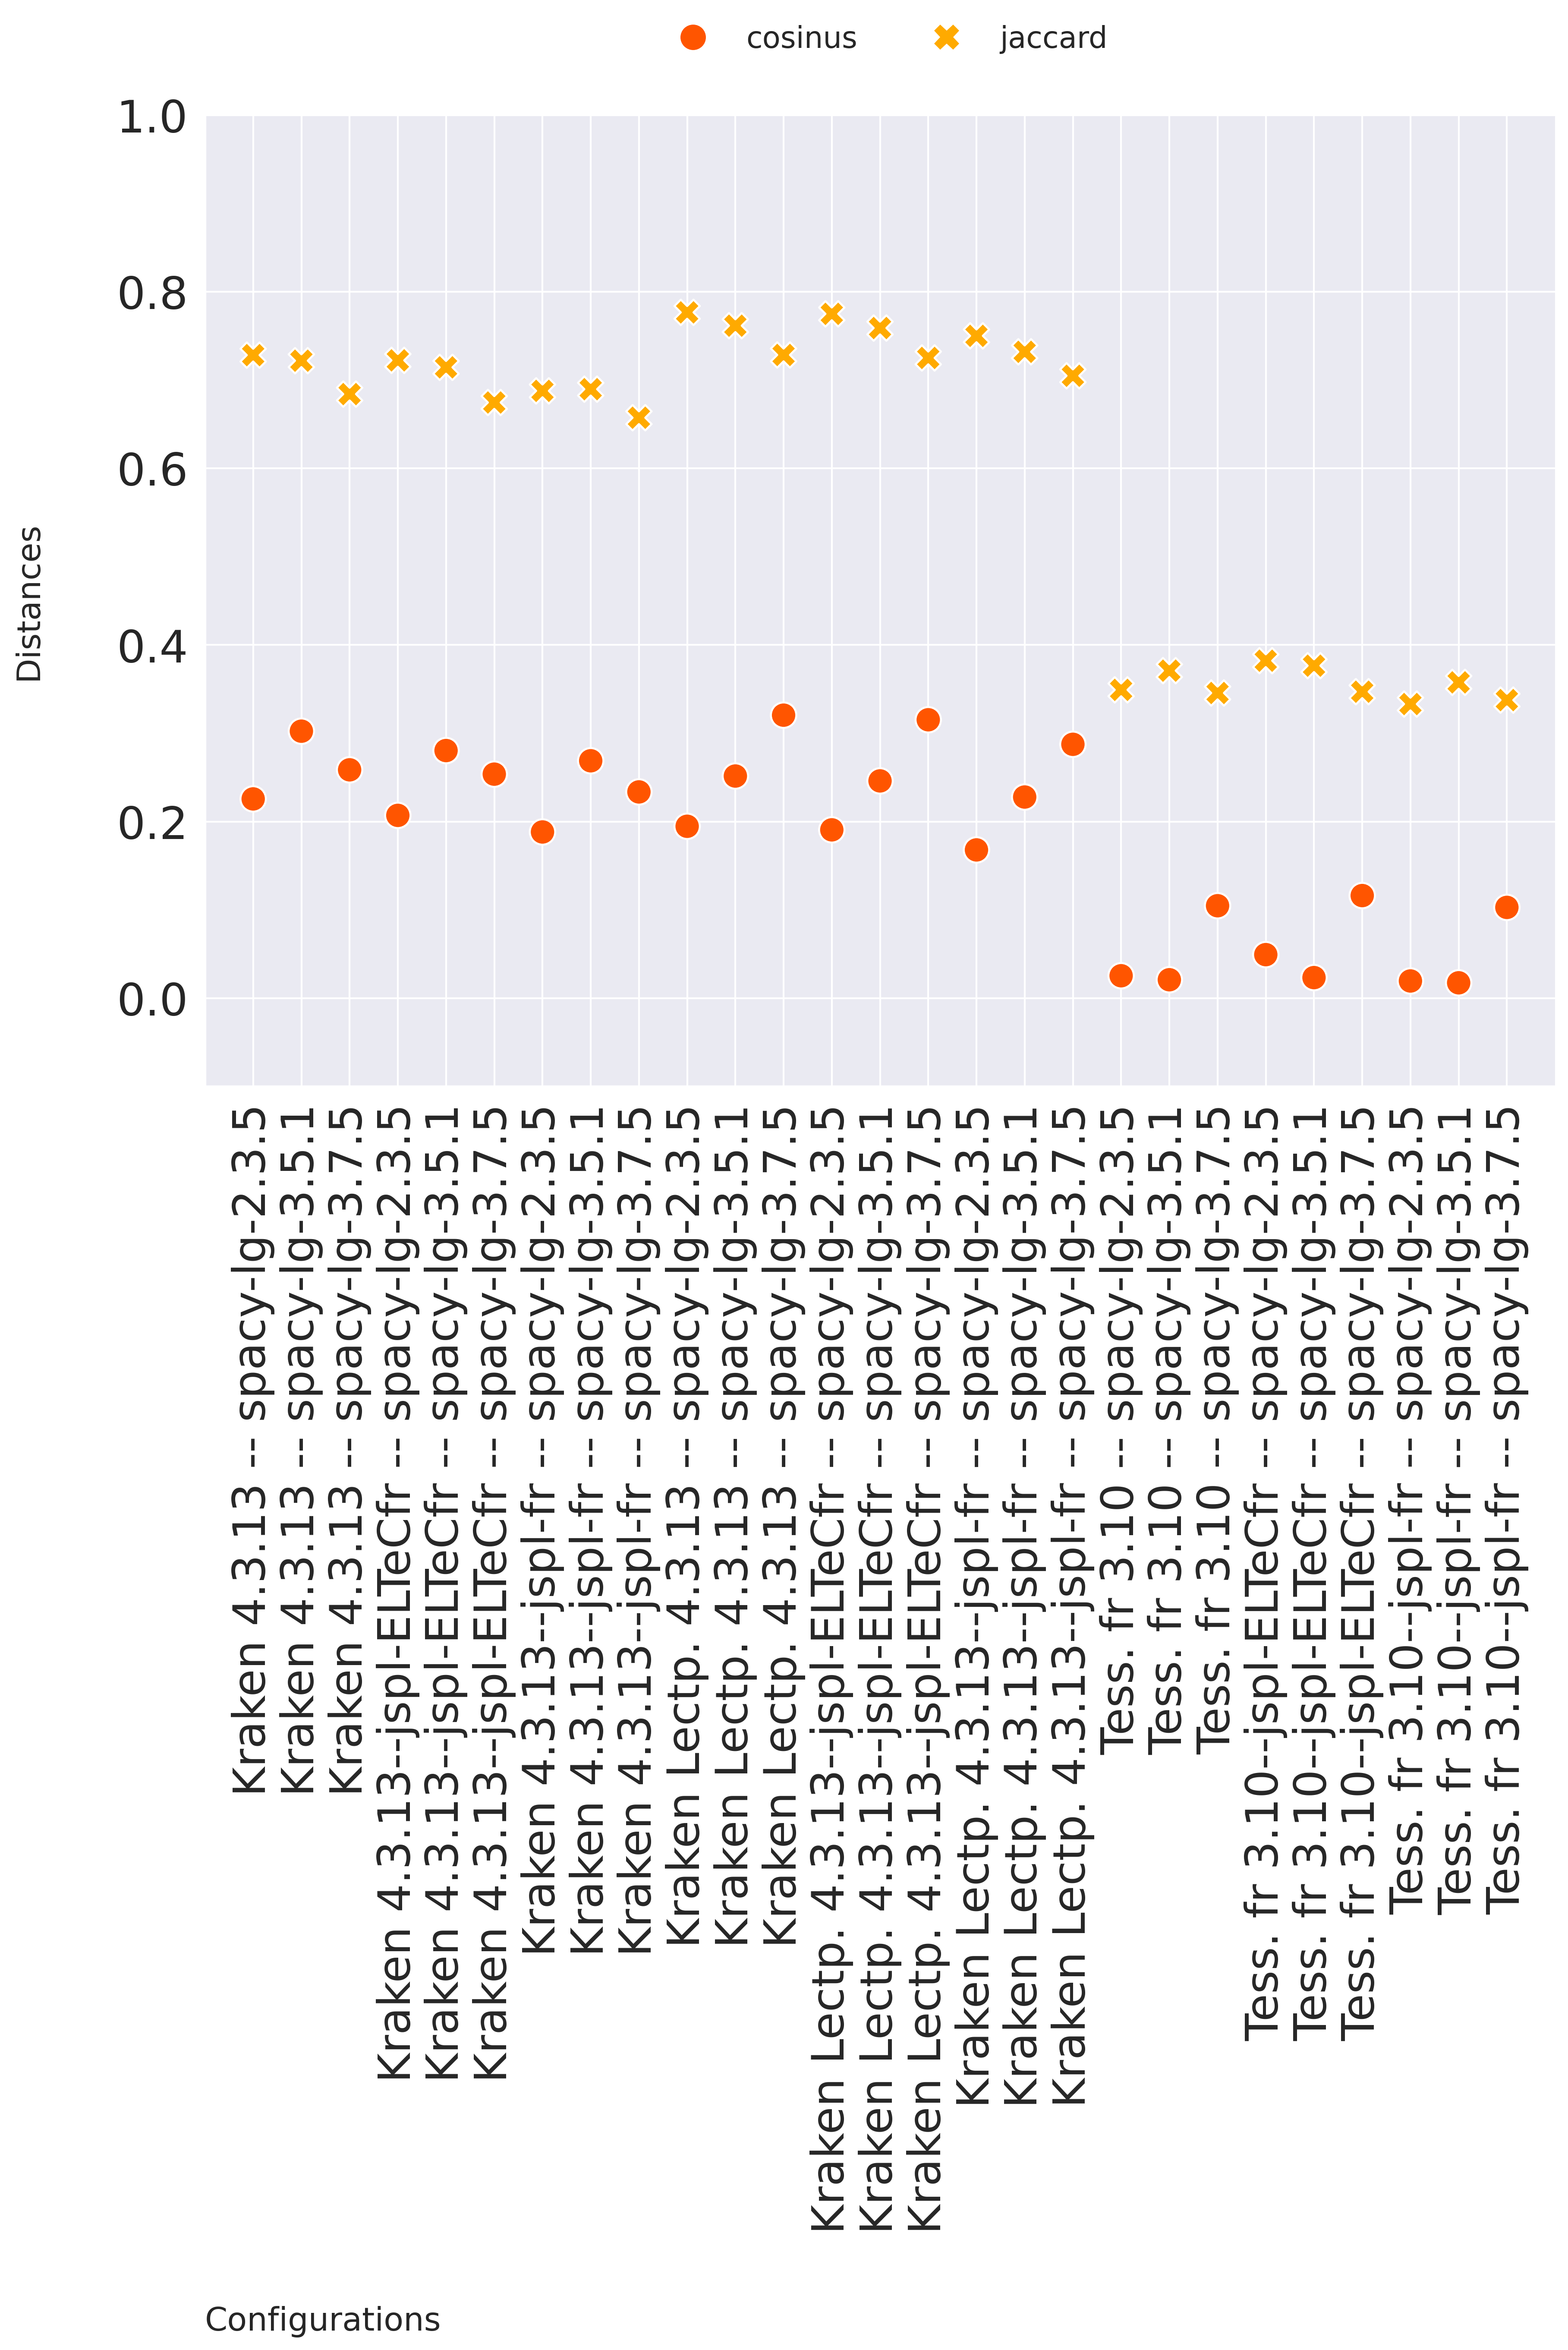 cosinus
jaccard
1.0
0.8
0.6
0.4
0.2
0.0
Distances
Kraken 4.3.13 -- spacy-lg-2.3.5
Kraken 4.3.13 -- spacy-lg-3.5.1
Kraken 4.3.13 -- spacy-lg-3.7.5
Kraken 4.3.13--jspl-ELTeCfr -- spacy-lg-2.3.5
Kraken 4.3.13--jspl-ELTeCfr -- spacy-lg-3.5.1
Kraken 4.3.13--jspl-ELTeCfr -- spacy-lg-3.7.5
Kraken 4.3.13--jspl-fr -- spacy-lg-2.3.5
Kraken 4.3.13--jspl-fr -- spacy-lg-3.5.1
Kraken 4.3.13--jspl-fr -- spacy-lg-3.7.5
Kraken Lectp. 4.3.13 -- spacy-lg-2.3.5
Kraken Lectp. 4.3.13 -- spacy-lg-3.5.1
Kraken Lectp. 4.3.13 -- spacy-lg-3.7.5
Kraken Lectp. 4.3.13--jspl-ELTeCfr -- spacy-lg-2.3.5
Kraken Lectp. 4.3.13--jspl-ELTeCfr -- spacy-lg-3.5.1
Kraken Lectp. 4.3.13--jspl-ELTeCfr -- spacy-lg-3.7.5
Kraken Lectp. 4.3.13--jspl-fr -- spacy-lg-2.3.5
Kraken Lectp. 4.3.13--jspl-fr -- spacy-lg-3.5.1
Kraken Lectp. 4.3.13--jspl-fr -- spacy-lg-3.7.5
Tess. fr 3.10 -- spacy-lg-2.3.5
Tess. fr 3.10 -- spacy-lg-3.5.1
Tess. fr 3.10 -- spacy-lg-3.7.5
Tess. fr 3.10--jspl-ELTeCfr -- spacy-lg-2.3.5
Tess. fr 3.10--jspl-ELTeCfr -- spacy-lg-3.5.1
Tess. fr 3.10--jspl-ELTeCfr -- spacy-lg-3.7.5
Tess. fr 3.10--jspl-fr -- spacy-lg-2.3.5
Tess. fr 3.10--jspl-fr -- spacy-lg-3.5.1
Tess. fr 3.10--jspl-fr -- spacy-lg-3.7.5
Configurations